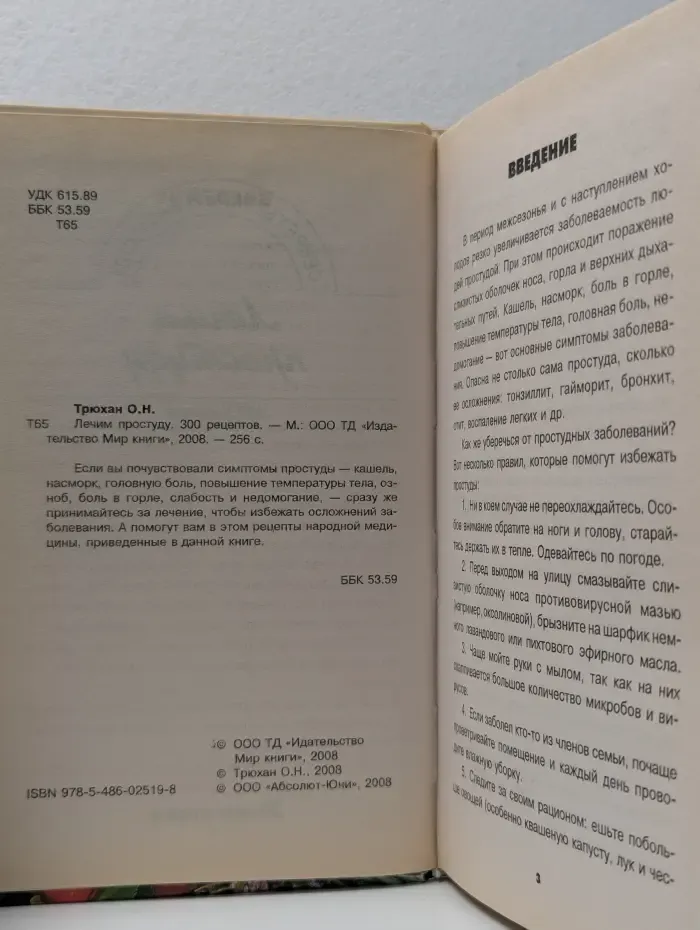 УДК 615.89
ББК 53.59
Т65
Трюхан О.Н.
Т65 Лечим простуду. 300 рецептов. — М.: ООО ТД «Изда-
тельство Мир книги», 2008. — 256 с.
Если вы почувствовали симптомы простуды — кашель,
насморк, головную боль, повышение температуры тела, оз-
ноб, боль в горле, слабость и недомогание, — сразу же
принимайтесь за лечение, чтобы избежать осложнений за-
болевания. А помогут вам в этом рецепты народной меди-
цины, приведенные в данной книге.
ББК 53.59
© ООО ТД «Идательство
Мир книги», 2008
© Трюхан О.Н., 2008
ISBN 978-5-486-02519-8
© ООО «Абсолют-Юни», 2008
ВВЕДЕНИЕ
В период межсезонья и с наступлением хо-
лодов резко увеличивается заболеваемость лю-
дей простудой. При этом происходит поражение
слизистых оболочек носа, горла и верхних дыха-
тельных путей. Кашель, насморк, боль в горле,
повышение температуры тела, головная боль, не-
домогание — вот основные симптомы заболева-
ния. Опасна не столько сама простуда, сколько
ее осложнения: тонзиллит, гайморит, бронхит,
отит, воспаление легких и др.
Как же уберечься от простудных заболеваний?
Вот несколько правил, которые помогут избежать
простуды:
1. Ни в коем случае не переохлаждайтесь. Осо-
бое внимание обратите на ноги и голову, старай-
тесь держать их в тепле. Одевайтесь по погоде.
2. Перед выходом на улицу смазывайте сли-
зистую оболочку носа противовирусной мазью
(например, оксолиновой), брызните на шарфик нем-
ного лавандового или пихтового эфирного масла.
3. Чаще мойте руки с мылом, так как на них
скапливается большое количество микробов и ви-
русов.
4. Если заболел кто-то из членов семьи, почаще
проветривайте помещение и каждый день прово-
дите влажную уборку.
5. Следите за своим рационом: ешьте поболь-
ше овощей (особенно квашеную капусту, лук и чес-
3